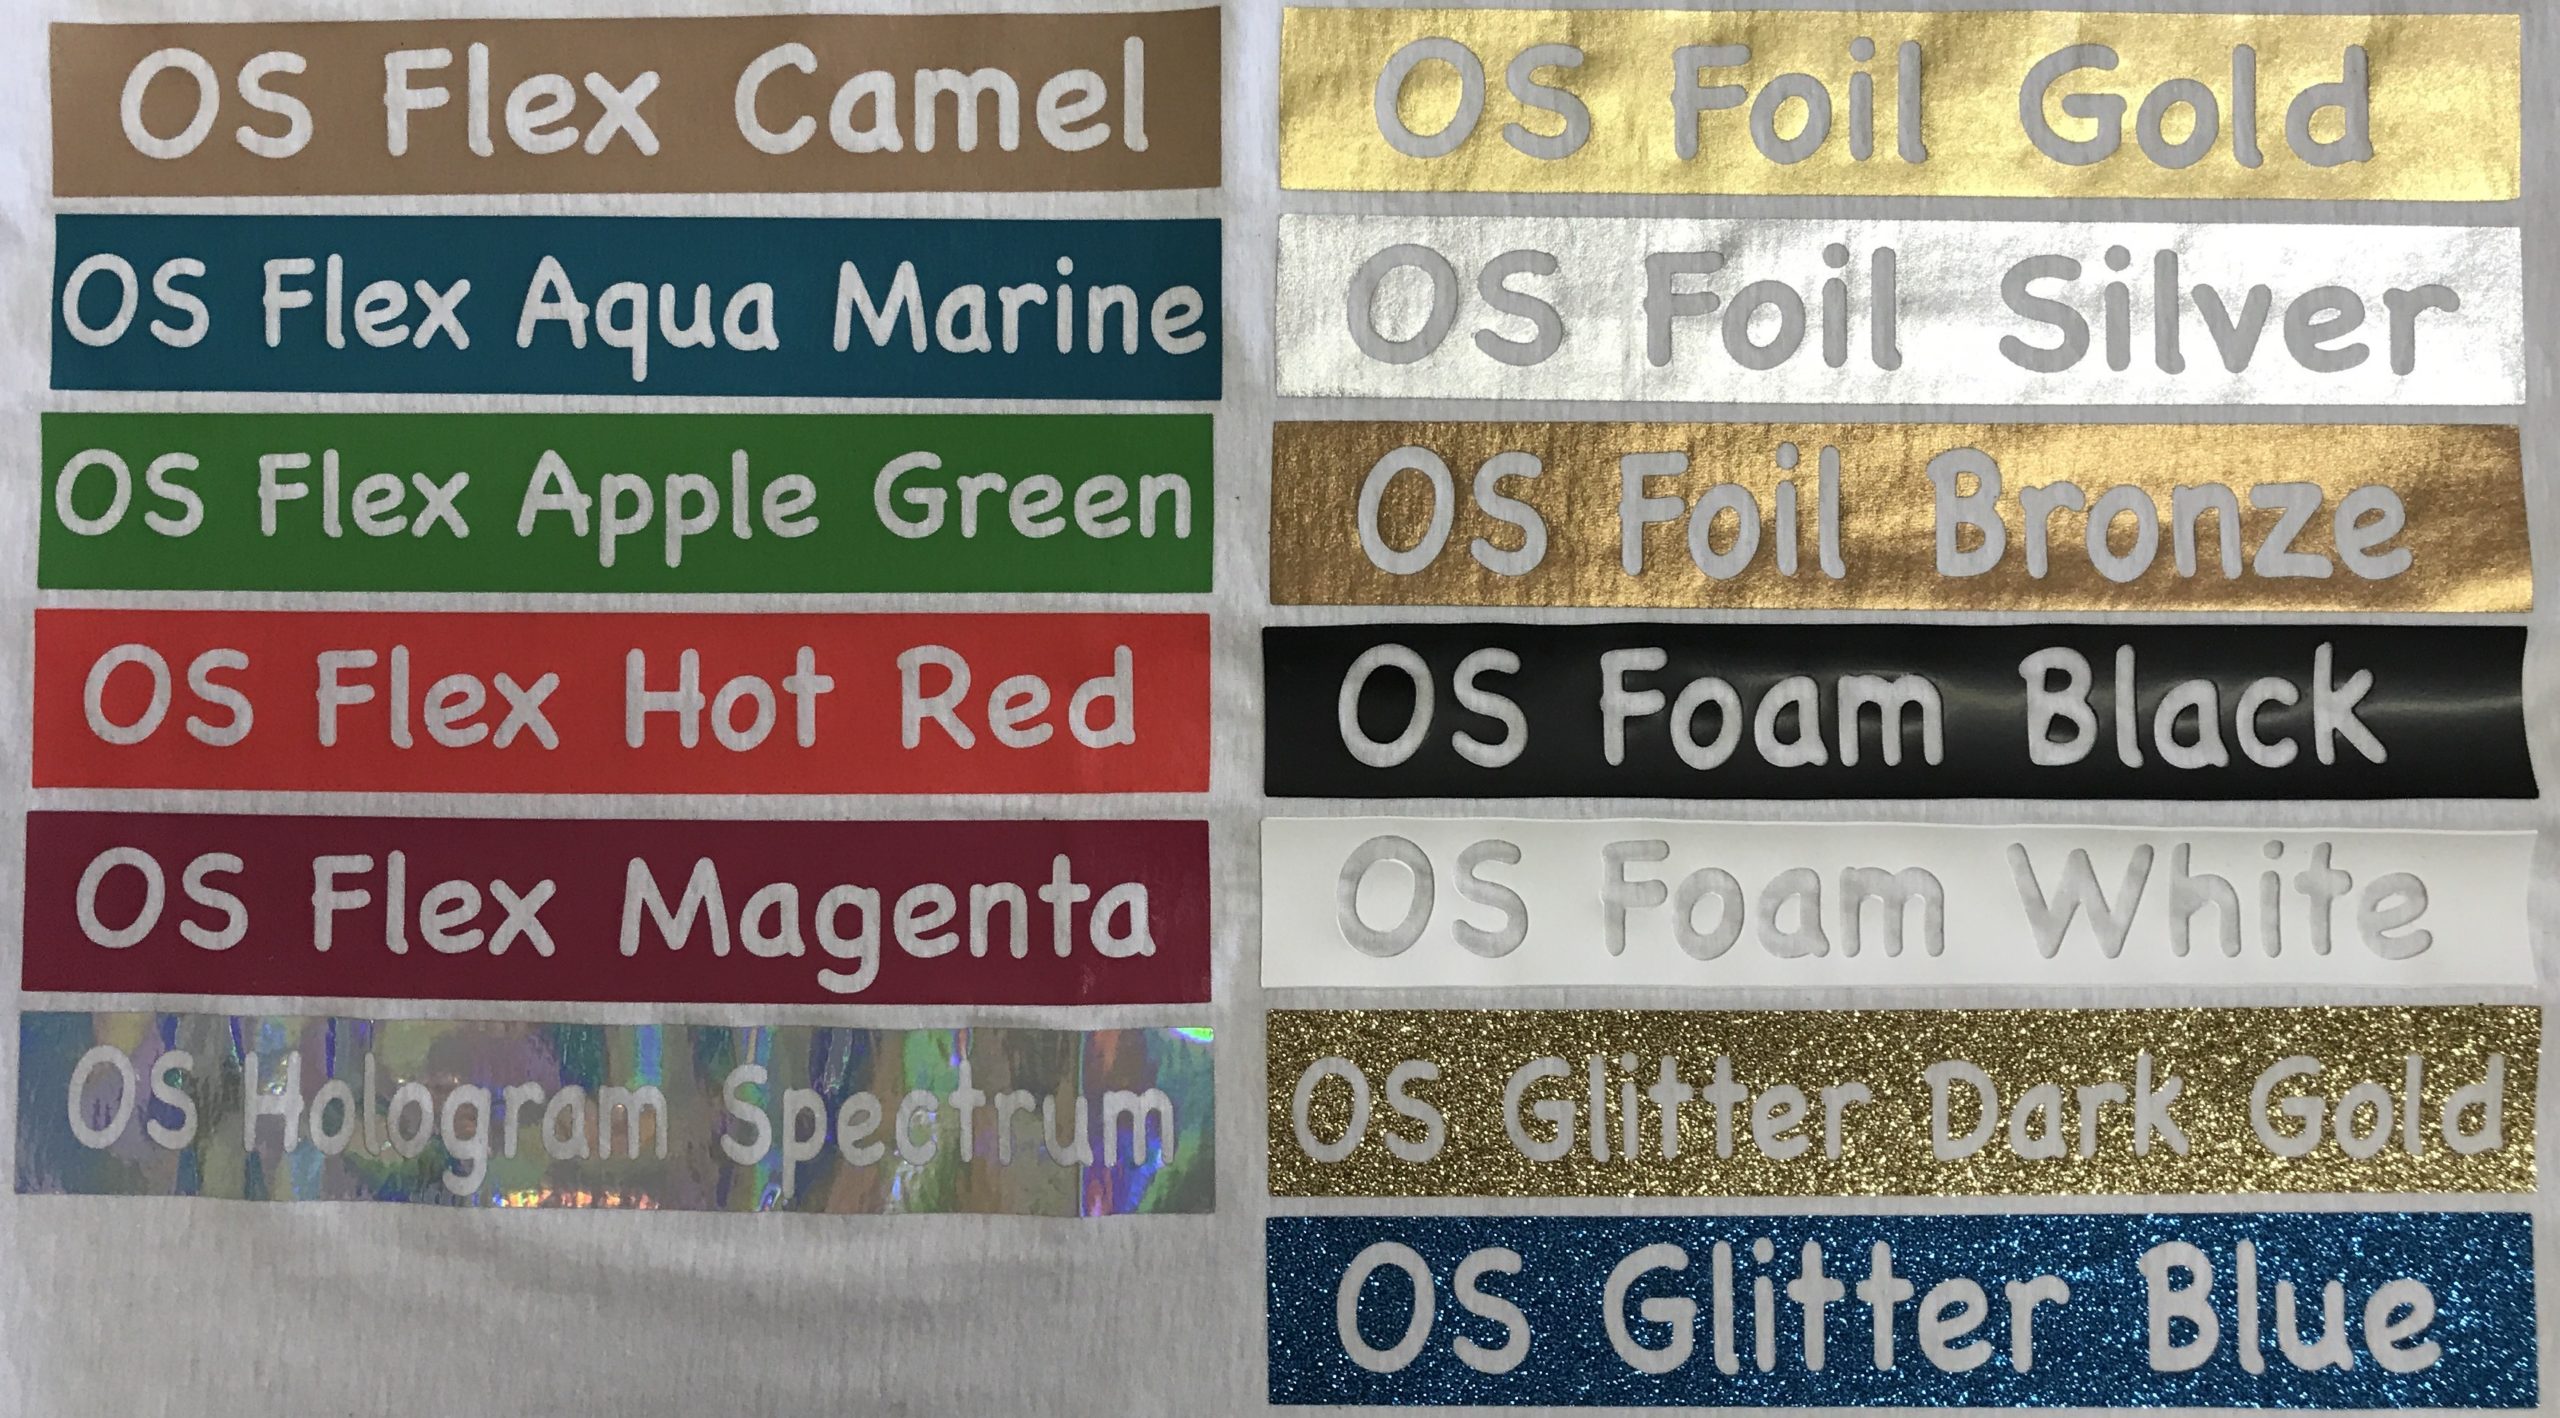 OS Flex Camel
OS Flex Aqua Marine
OS Flex Apple Green
OS Flex Hot Red
OS Flex Magenta
OS Hologram Spectrum
OS Foil Gold
OS Foil Silver
OS Foil Bronze
OS Foam Black
OS Foam White
OS Glitter Dark Gold
OS Glitter Blue